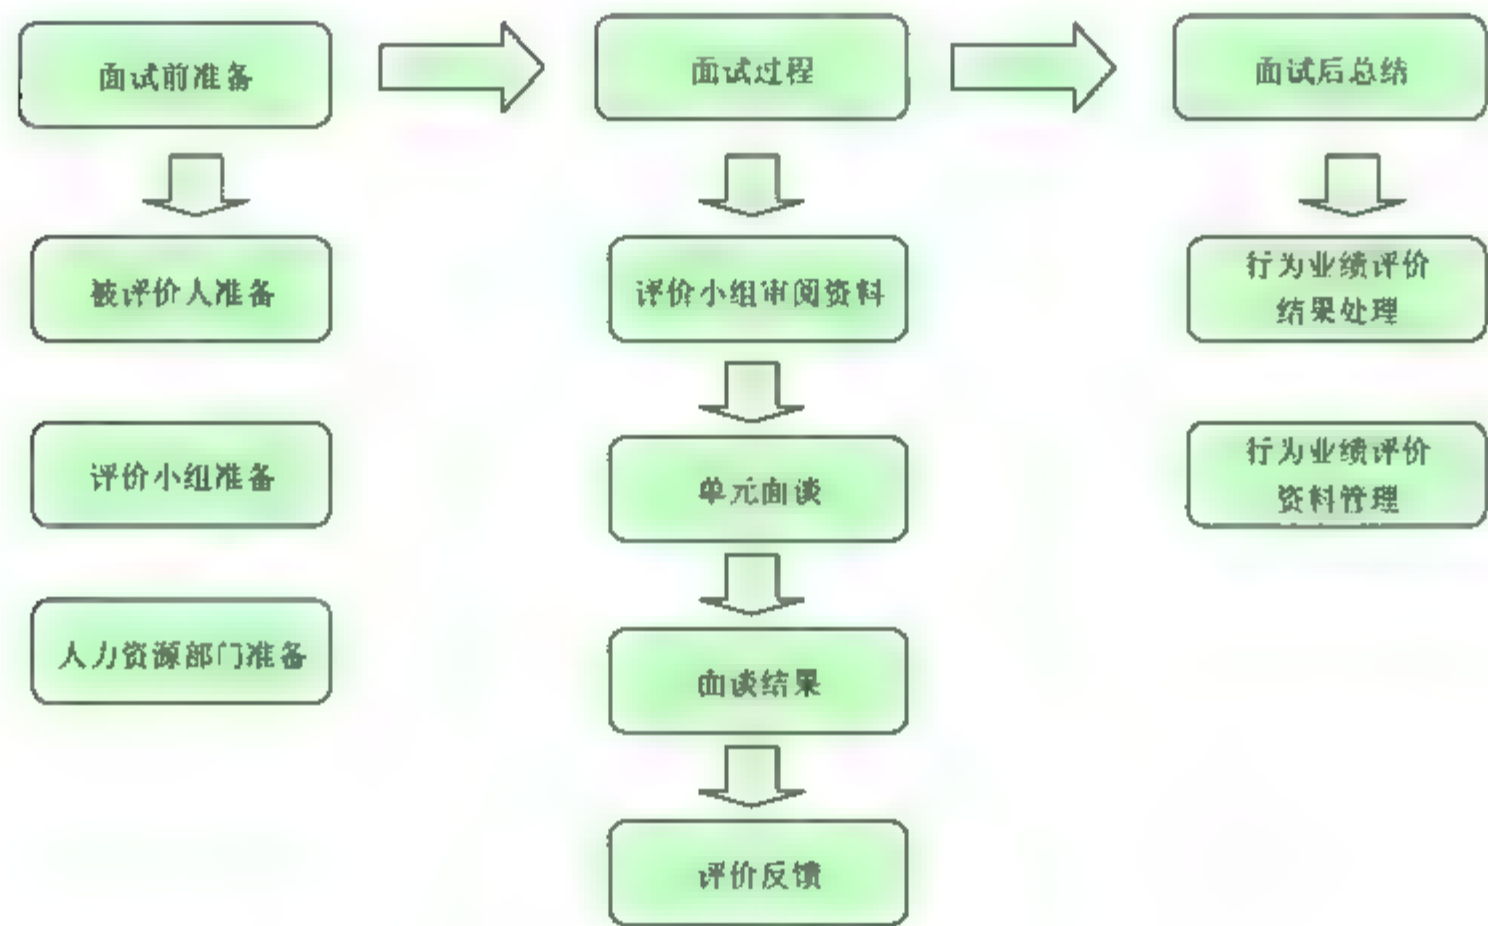 面试前准备
面试过程
面试后总结
被评价人准备
评价小组审阅资料
行为业绩评价
结果处理
评价小组准备
单元面谈
行为业绩评价
资料管理
人力资源部门准备
面谈结果
评价反馈